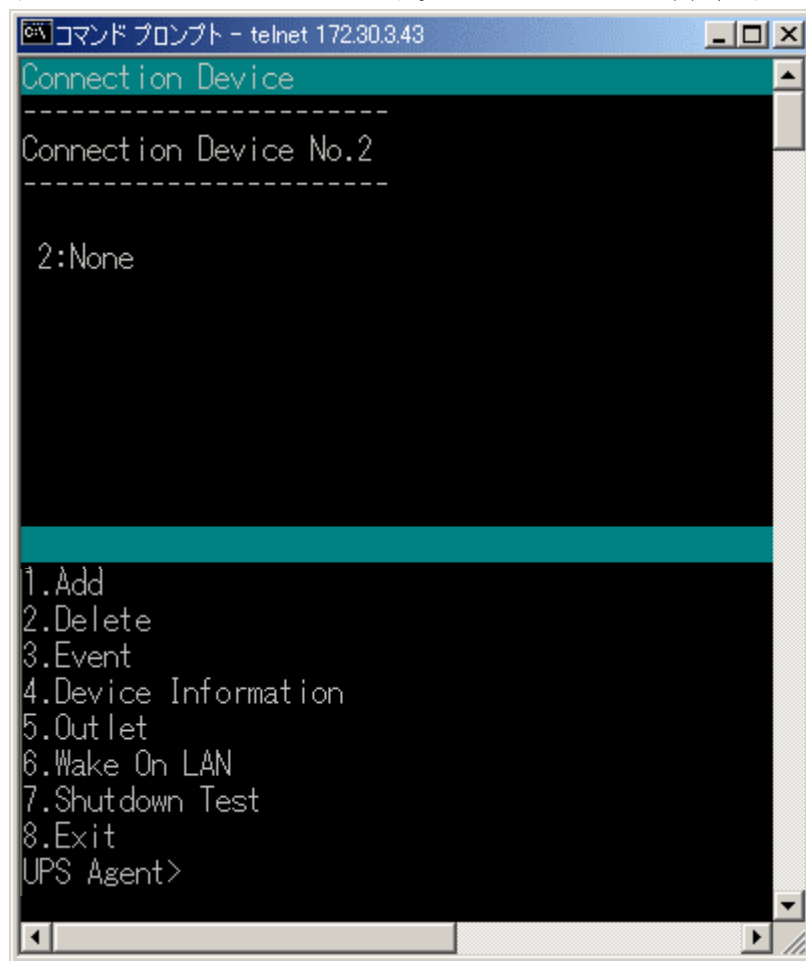 コマンド プロンプト - telnet 172.30.3.43
Connection Device
-----------------------
Connection Device No.2
-----------------------
2:None
1.Add
2.Delete
3.Event
4.Device Information
5.Outlet
6.Wake On LAN
7.Shutdown Test
8.Exit
UPS Agent>